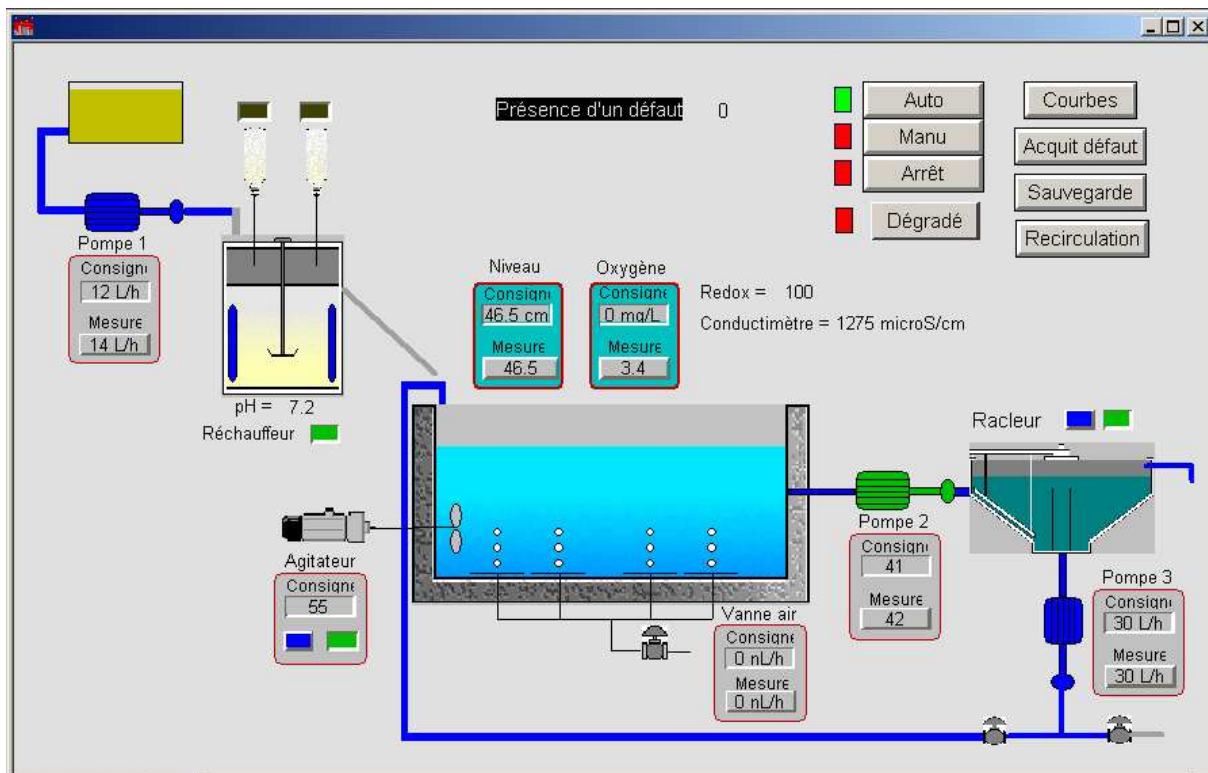 Présence d'un défaut 0
Auto
Manu
Arrêt
Dégradé
Courbes
Acquit défaut
Sauvegarde
Recirculation
Pompe 1
Consign
12 L/h
Mesure
14 L/h
pH = 7.2
Réchauffeur
Niveau
Consigne
46.5 cm
Mesure
46.5
Oxygène
Consigne
0 mg/L
Mesure
3.4
Redox = 100
Conductimètre = 1275 microS/cm
Agitateur
Consigne
55
Vanne air
Consigne
0 nL/h
Mesure
0 nL/h
Pompe 2
Consign
41
Mesure
42
Racleur
Pompe 3
Consign
30 L/h
Mesure
30 L/h